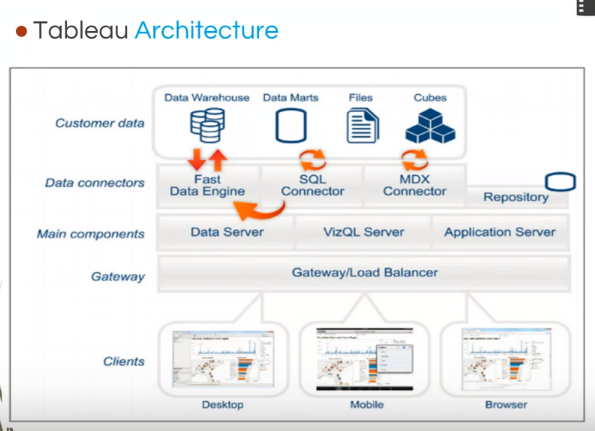 Tableau Architecture
Data Warehouse Data Marts Files Cubes
Customer data
Data connectors
Fast
Data Engine
SQL
Connector
MDX
Connector
Repository
Main components
Data Server VizQL Server Application Server
Gateway
Gateway/Load Balancer
Clients
Desktop Mobile Browser